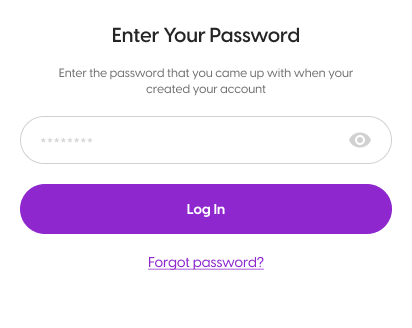 Enter Your Password
Enter the password that you came up with when your
created your account
********
Log In
Forgot password?